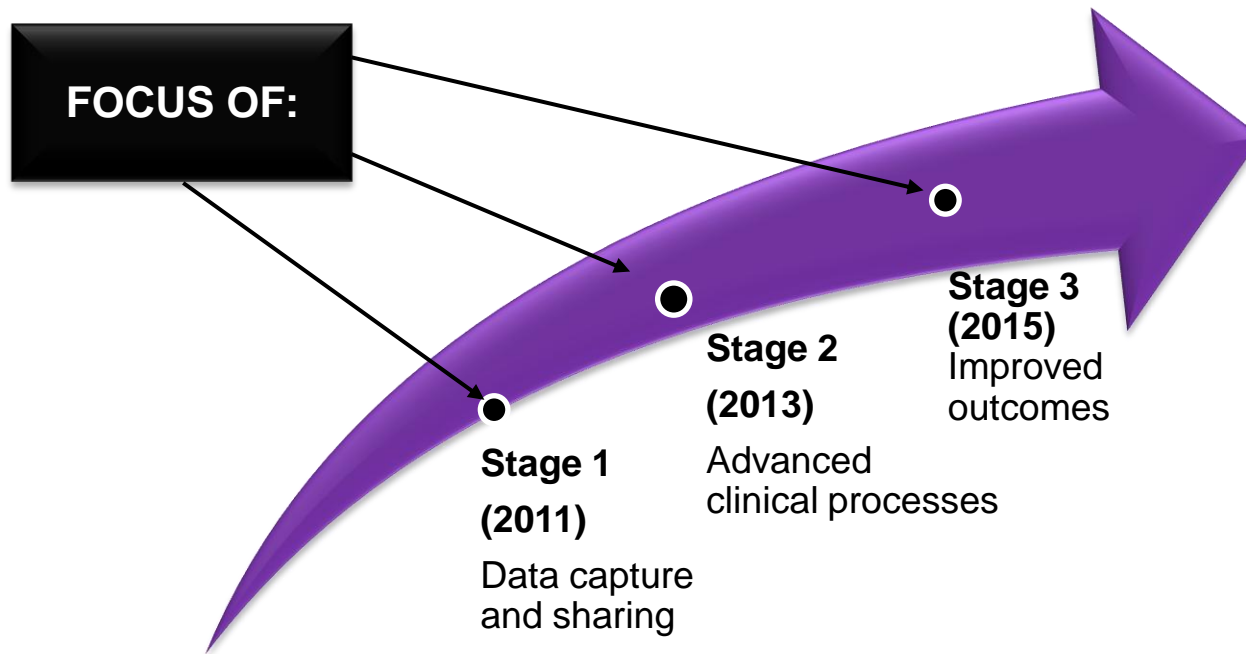 FOCUS OF:
Stage 1
(2011)
Data capture
and sharing
Stage 2
(2013)
Advanced
clinical processes
Stage 3
(2015)
Improved
outcomes